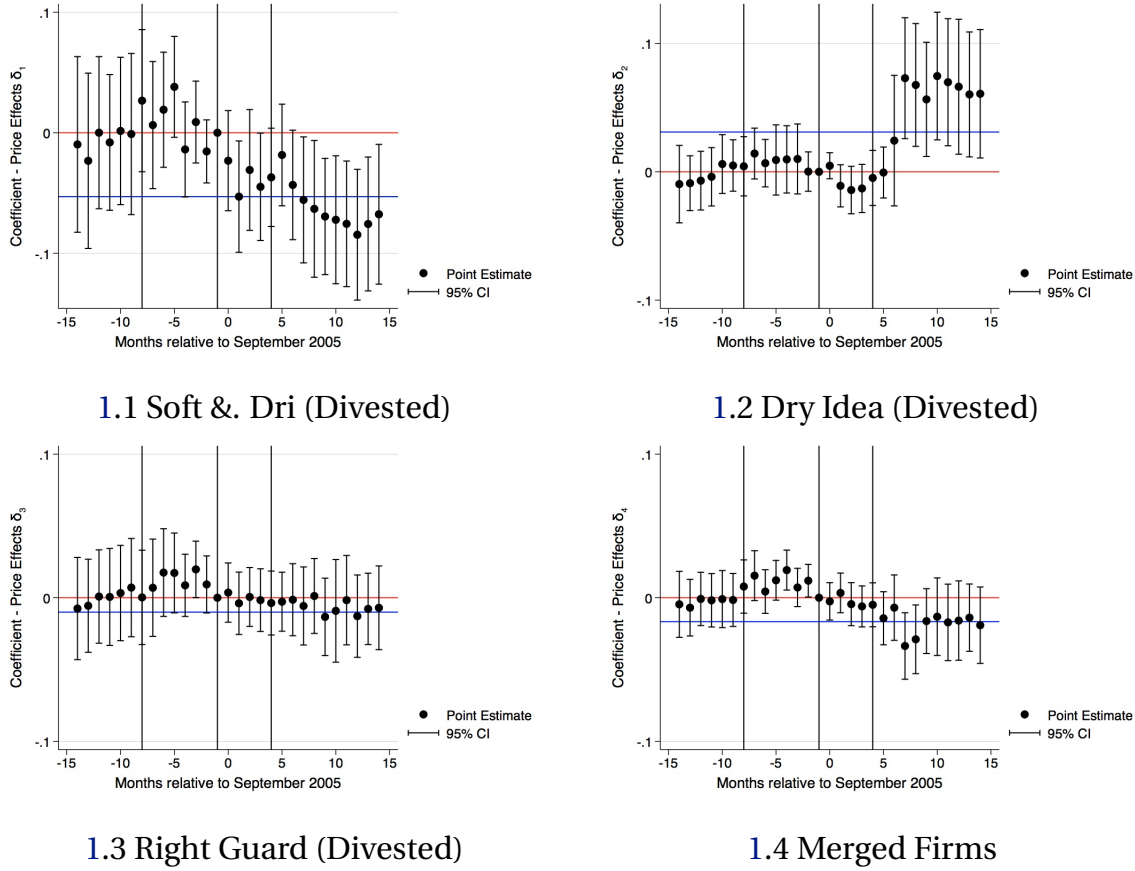 Coefficient - Price Effects δ1
.1
0
-.1
-15 -10 -5 0 5 10 15
Months relative to September 2005
Point Estimate
95% CI
1.1 Soft &. Dri (Divested)
Coefficient - Price Effects δ2
.1
0
-.1
-15 -10 -5 0 5 10 15
Months relative to September 2005
Point Estimate
95% CI
1.2 Dry Idea (Divested)
Coefficient - Price Effects δ3
.1
0
-.1
-15 -10 -5 0 5 10 15
Months relative to September 2005
Point Estimate
95% CI
1.3 Right Guard (Divested)
Coefficient - Price Effects δ4
.1
0
-.1
-15 -10 -5 0 5 10 15
Months relative to September 2005
Point Estimate
95% CI
1.4 Merged Firms